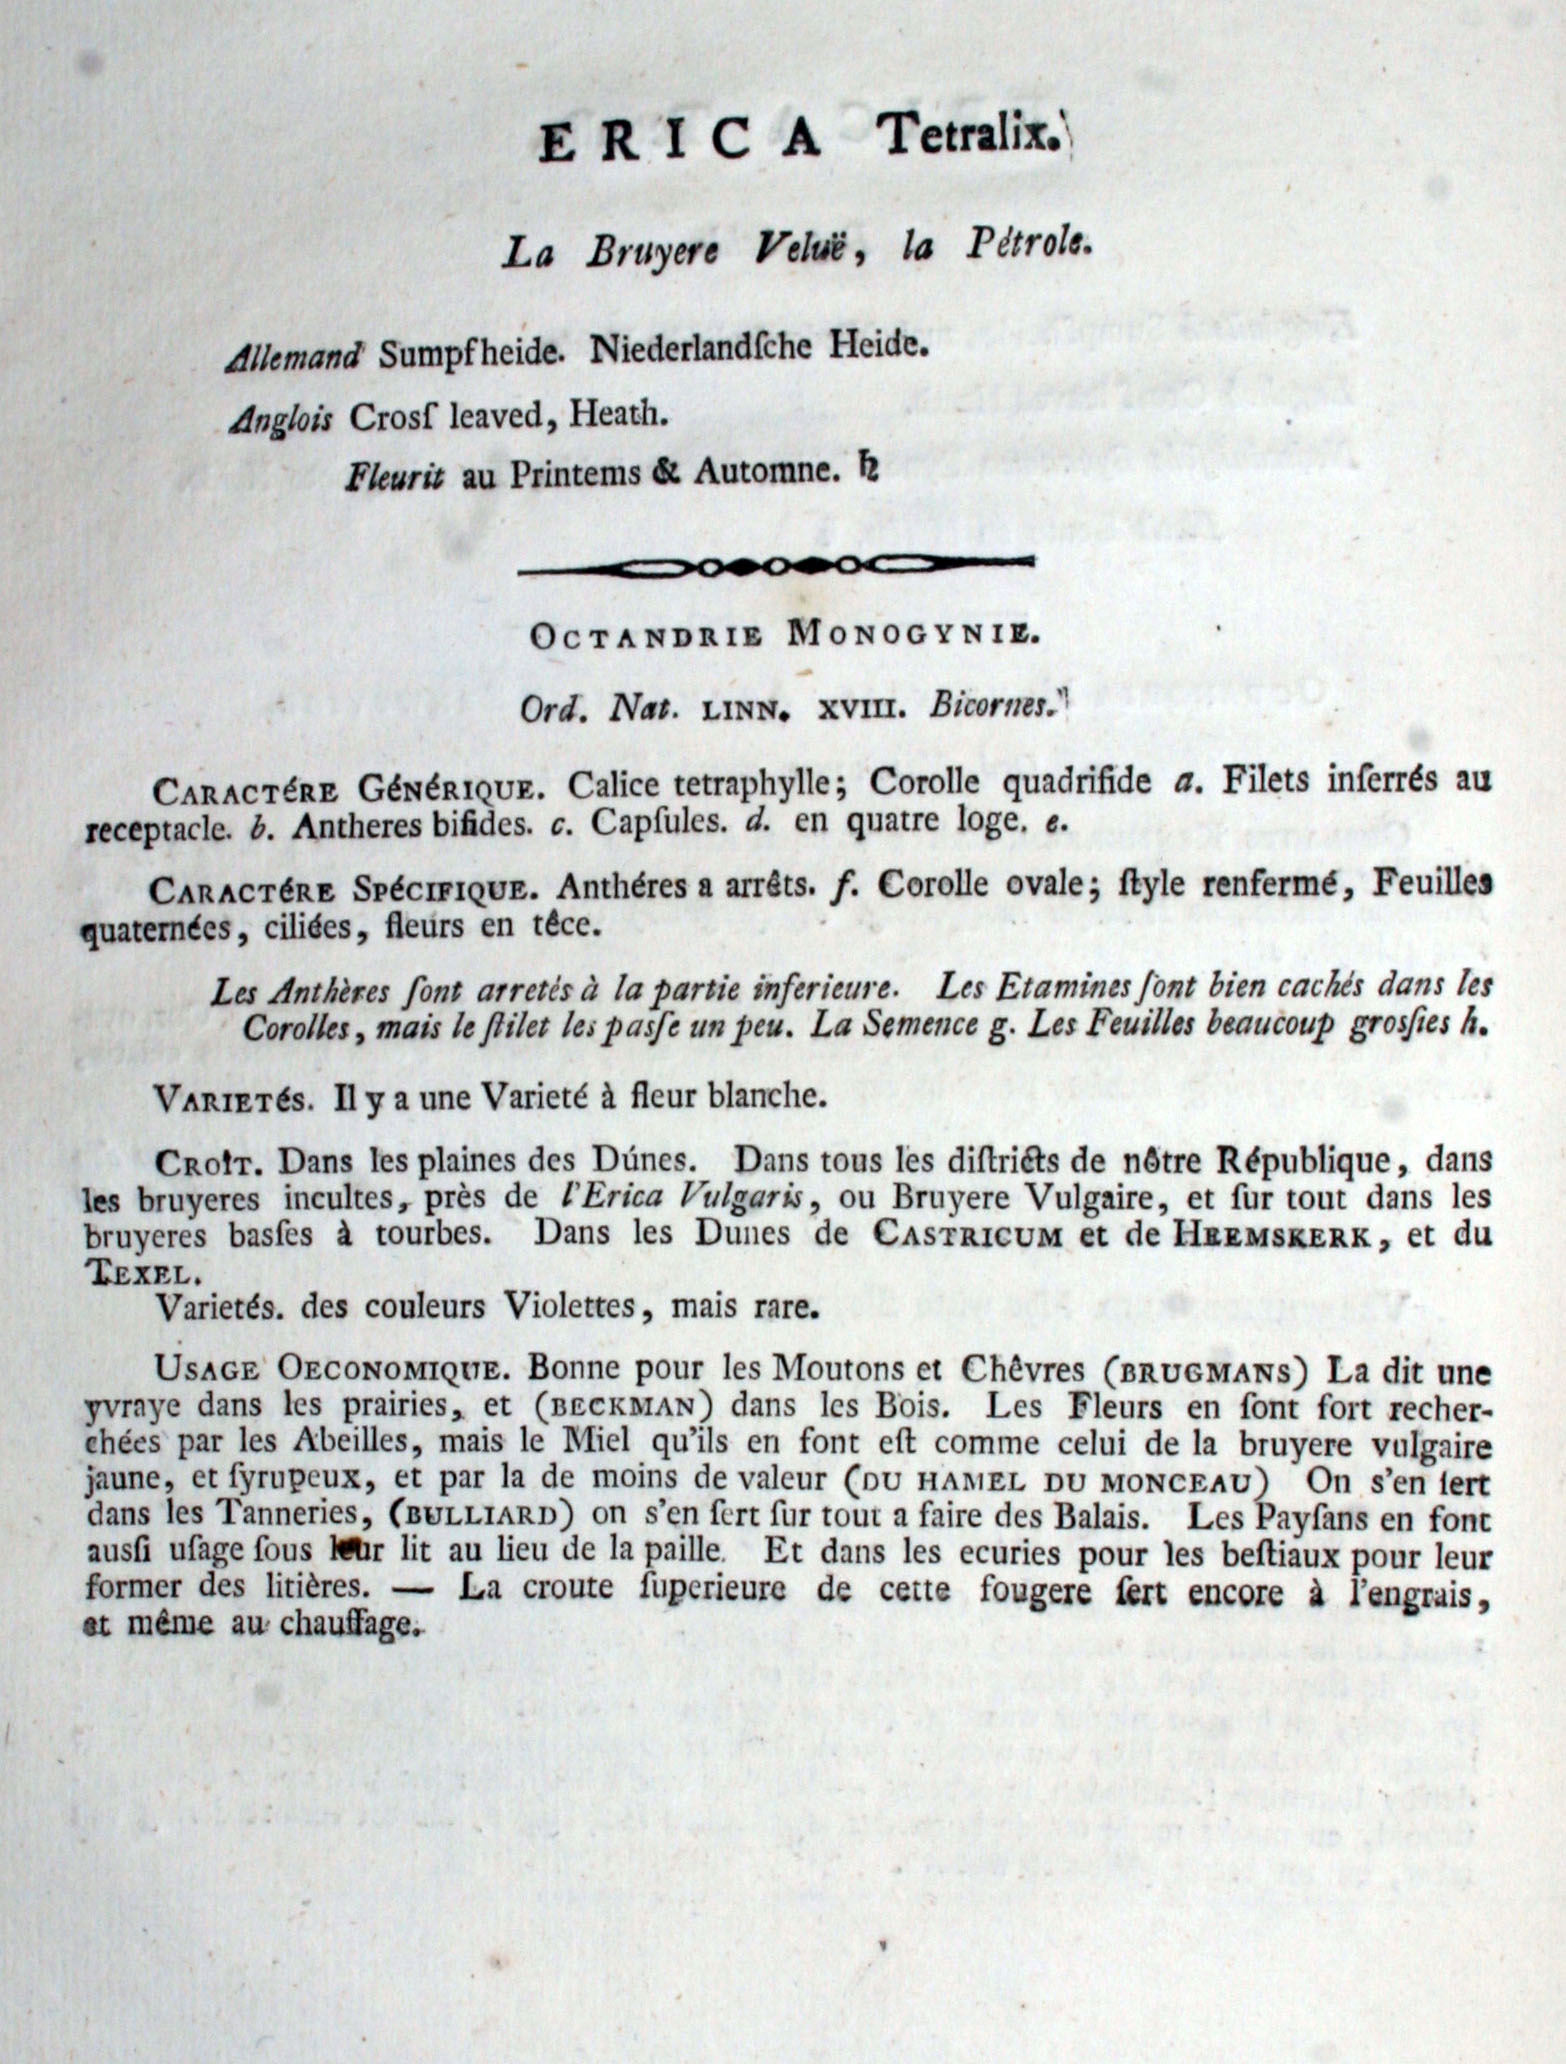 ERICA Tetralix.
La Bruyere Veluë, la Pétrole.
Allemand Sumpfheide. Niederlandſche Heide.
Anglois Croſſ leaved, Heath.
Fleurit au Printems & Automne. ♄
OCTANDRIE MONOGYNIE.
Ord. Nat. LINN. XVIII. Bicornes.
CARACTéRE GéNéRIQUE. Calice tetraphylle; Corolle quadrifide a. Filets inſerrés au
receptacle. b. Antheres bifides. c. Capſules. d. en quatre loge. e.
CARACTéRE SPéCIFIQUE. Anthéres a arrêts. f. Corolle ovale; ſtyle renfermé, Feuilles
quaternées, ciliées, fleurs en têce.
Les Anthères ſont arretés à la partie inferieure. Les Etamines ſont bien cachés dans les
Corolles, mais le ſtilet les paſſe un peu. La Semence g. Les Feuilles beaucoup grosſies h.
VARIETéS. Il y a une Varieté à fleur blanche.
CROîT. Dans les plaines des Dúnes. Dans tous les diſtricts de nôtre République, dans
les bruyeres incultes, près de l'Erica Vulgaris, ou Bruyere Vulgaire, et ſur tout dans les
bruyeres basſes à tourbes. Dans les Dunes de CASTRICUM et de HEEMSKERK, et du
TEXEL.
Varietés. des couleurs Violettes, mais rare.
USAGE OECONOMIQUE. Bonne pour les Moutons et Chêvres (BRUGMANS) La dit une
yvraye dans les prairies, et (BECKMAN) dans les Bois. Les Fleurs en ſont fort recher-
chées par les Abeilles, mais le Miel qu'ils en font eſt comme celui de la bruyere vulgaire
jaune, et ſyrupeux, et par la de moins de valeur (DU HAMEL DU MONCEAU) On s'en ſert
dans les Tanneries, (BULLIARD) on s'en ſert ſur tout a faire des Balais. Les Payſans en font
ausſi uſage ſous leur lit au lieu de la paille. Et dans les ecuries pour les beſtiaux pour leur
former des litières. — La croute ſuperieure de cette fougere ſert encore à l'engrais,
et même au chauffage.